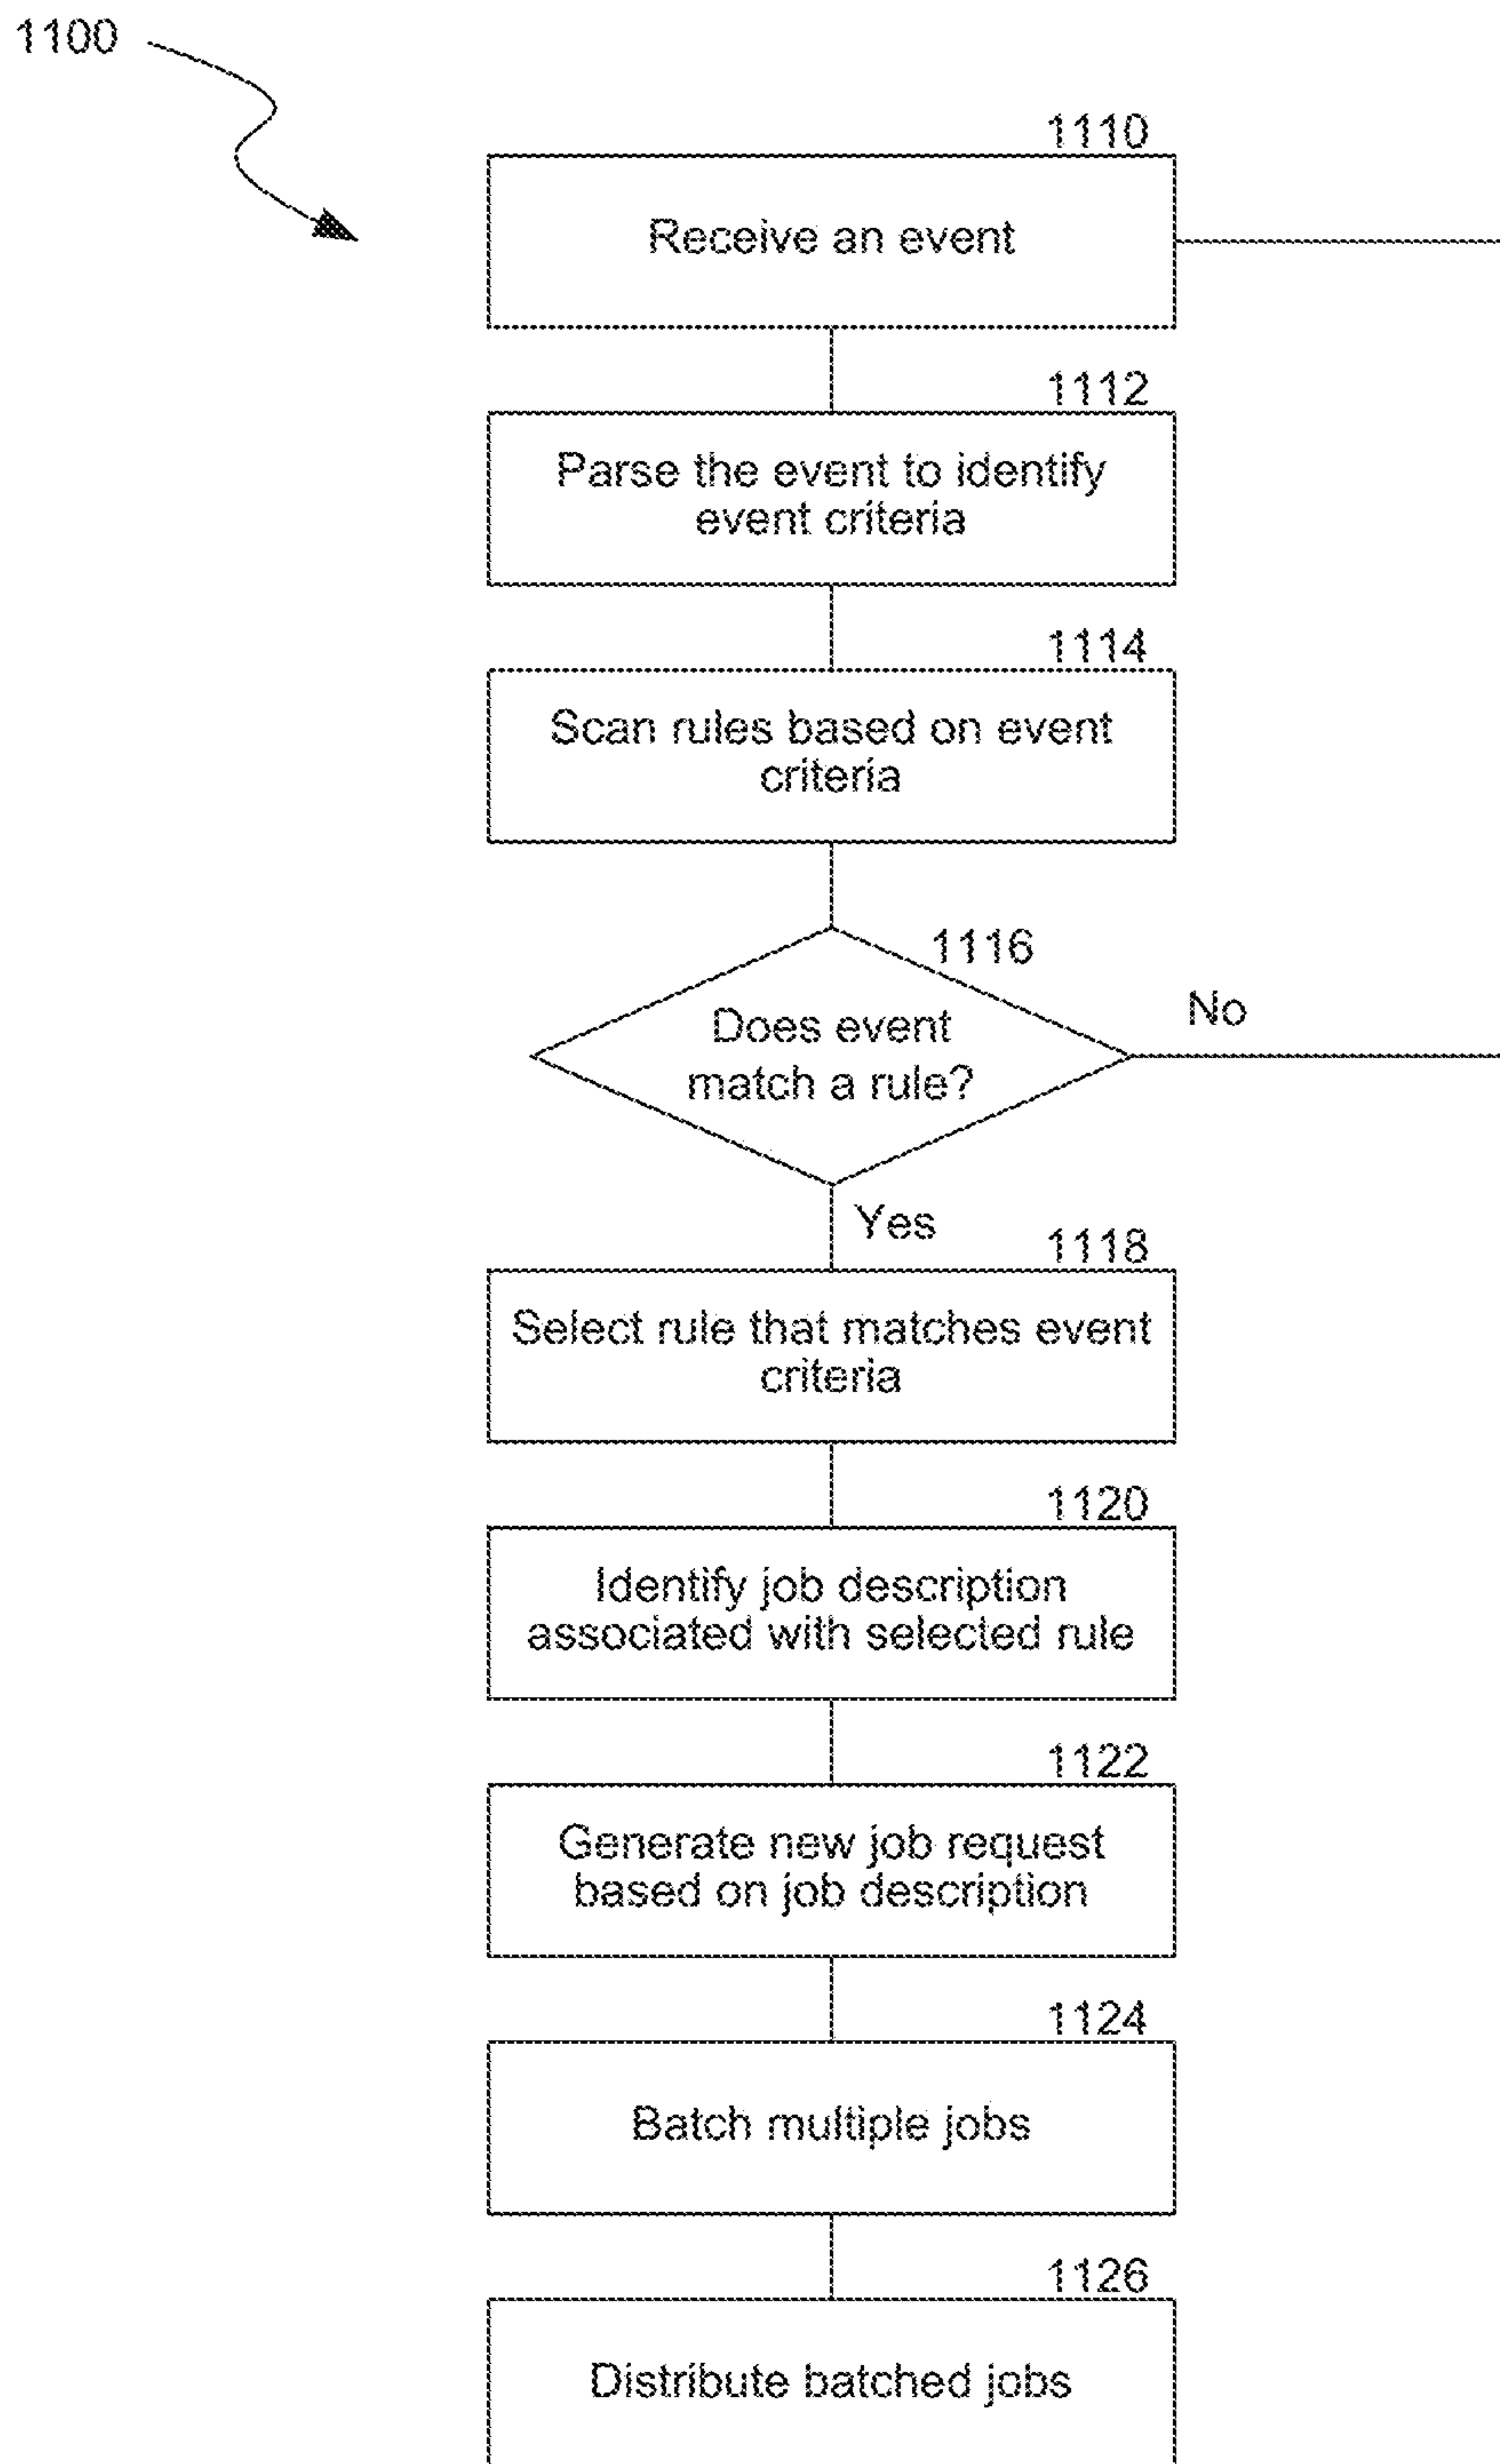 1100
1110
Receive an event
1112
Parse the event to identify
event criteria
1114
Scan rules based on event
criteria
1116
Does event
match a rule?
No
Yes
1118
Select rule that matches event
criteria
1120
Identify job description
associated with selected rule
1122
Generate new job request
based on job description
1124
Batch multiple jobs
1126
Distribute batched jobs